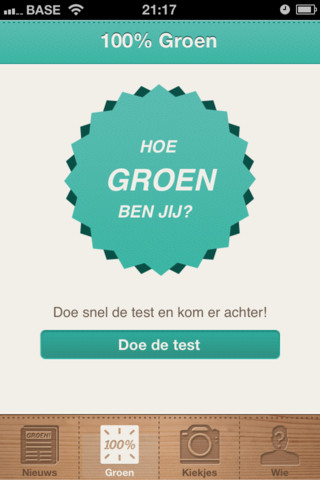 BASE 21:17
100% Groen
HOE
GROEN
BEN JIJ?
Doe snel de test en kom er achter!
Doe de test
GROEN! 100% ?
Nieuws Groen Kiekjes Wie